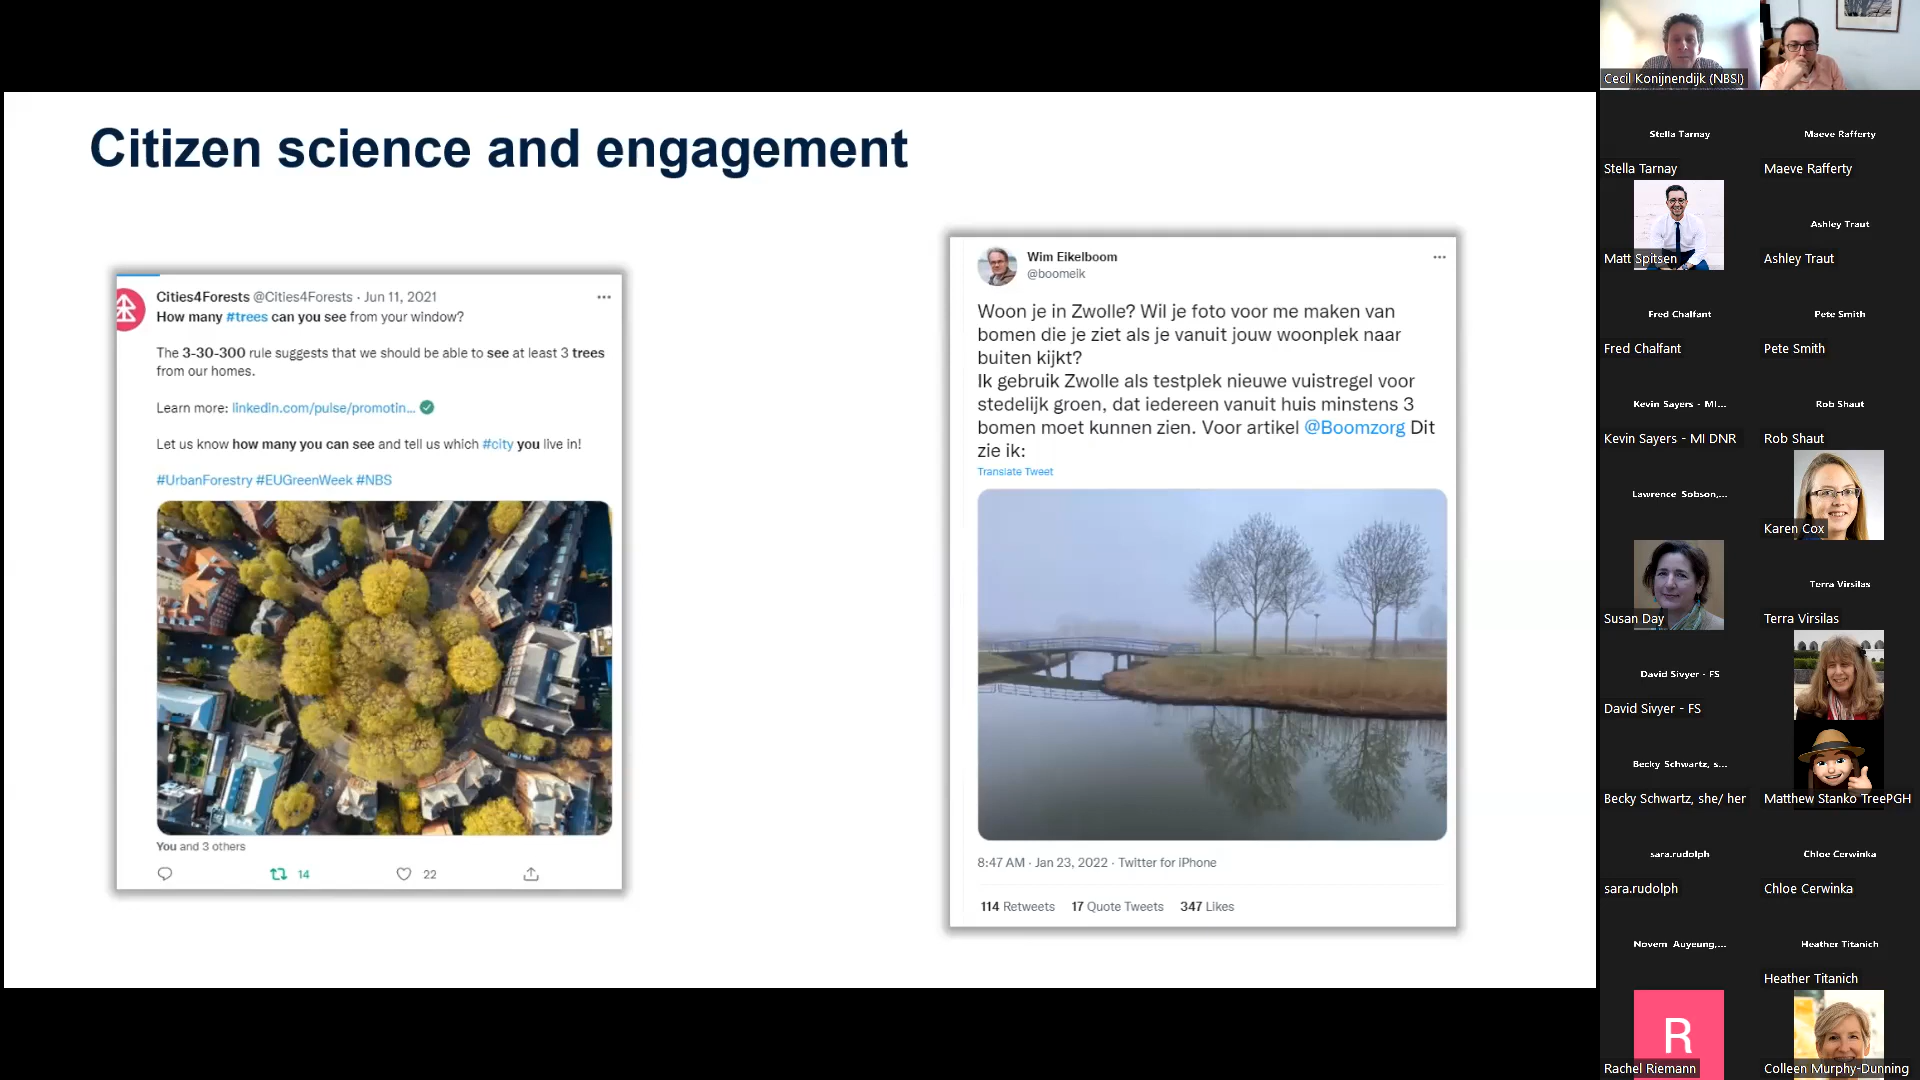 Citizen science and engagement
Cities4Forests @Cities4Forests · Jun 11, 2021
How many #trees can you see from your window?
The 3-30-300 rule suggests that we should be able to see at least 3 trees
from our homes.
Learn more: linkedin.com/pulse/promotin...
Let us know how many you can see and tell us which #city you live in!
#UrbanForestry #EUGreenWeek #NBS
You and 3 others
14
22
Wim Eikelboom
@boomeik
Woon je in Zwolle? Wil je foto voor me maken van
bomen die je ziet als je vanuit jouw woonplek naar
buiten kijkt?
Ik gebruik Zwolle als testplek nieuwe vuistregel voor
stedelijk groen, dat iedereen vanuit huis minstens 3
bomen moet kunnen zien. Voor artikel @Boomzorg Dit
zie ik:
Translate Tweet
8:47 AM · Jan 23, 2022 · Twitter for iPhone
114 Retweets 17 Quote Tweets 347 Likes
Cecil Konijnendijk (NBSI)
Stella Tarnay
Maeve Rafferty
Stella Tarnay
Maeve Rafferty
Ashley Traut
Matt Spitsen
Ashley Traut
Fred Chalfant
Pete Smith
Fred Chalfant
Pete Smith
Kevin Sayers - MI...
Rob Shaut
Kevin Sayers - MI DNR
Rob Shaut
Lawrence Sobson,...
Karen Cox
Terra Virsilas
Susan Day
Terra Virsilas
David Sivyer - FS
David Sivyer - FS
Becky Schwartz, s...
Becky Schwartz, she/ her
Matthew Stanko TreePGH
sara.rudolph
Chloe Cerwinka
sara.rudolph
Chloe Cerwinka
Novem Auyeung,...
Heather Titanich
Heather Titanich
R
Rachel Riemann
Colleen Murphy-Dunning